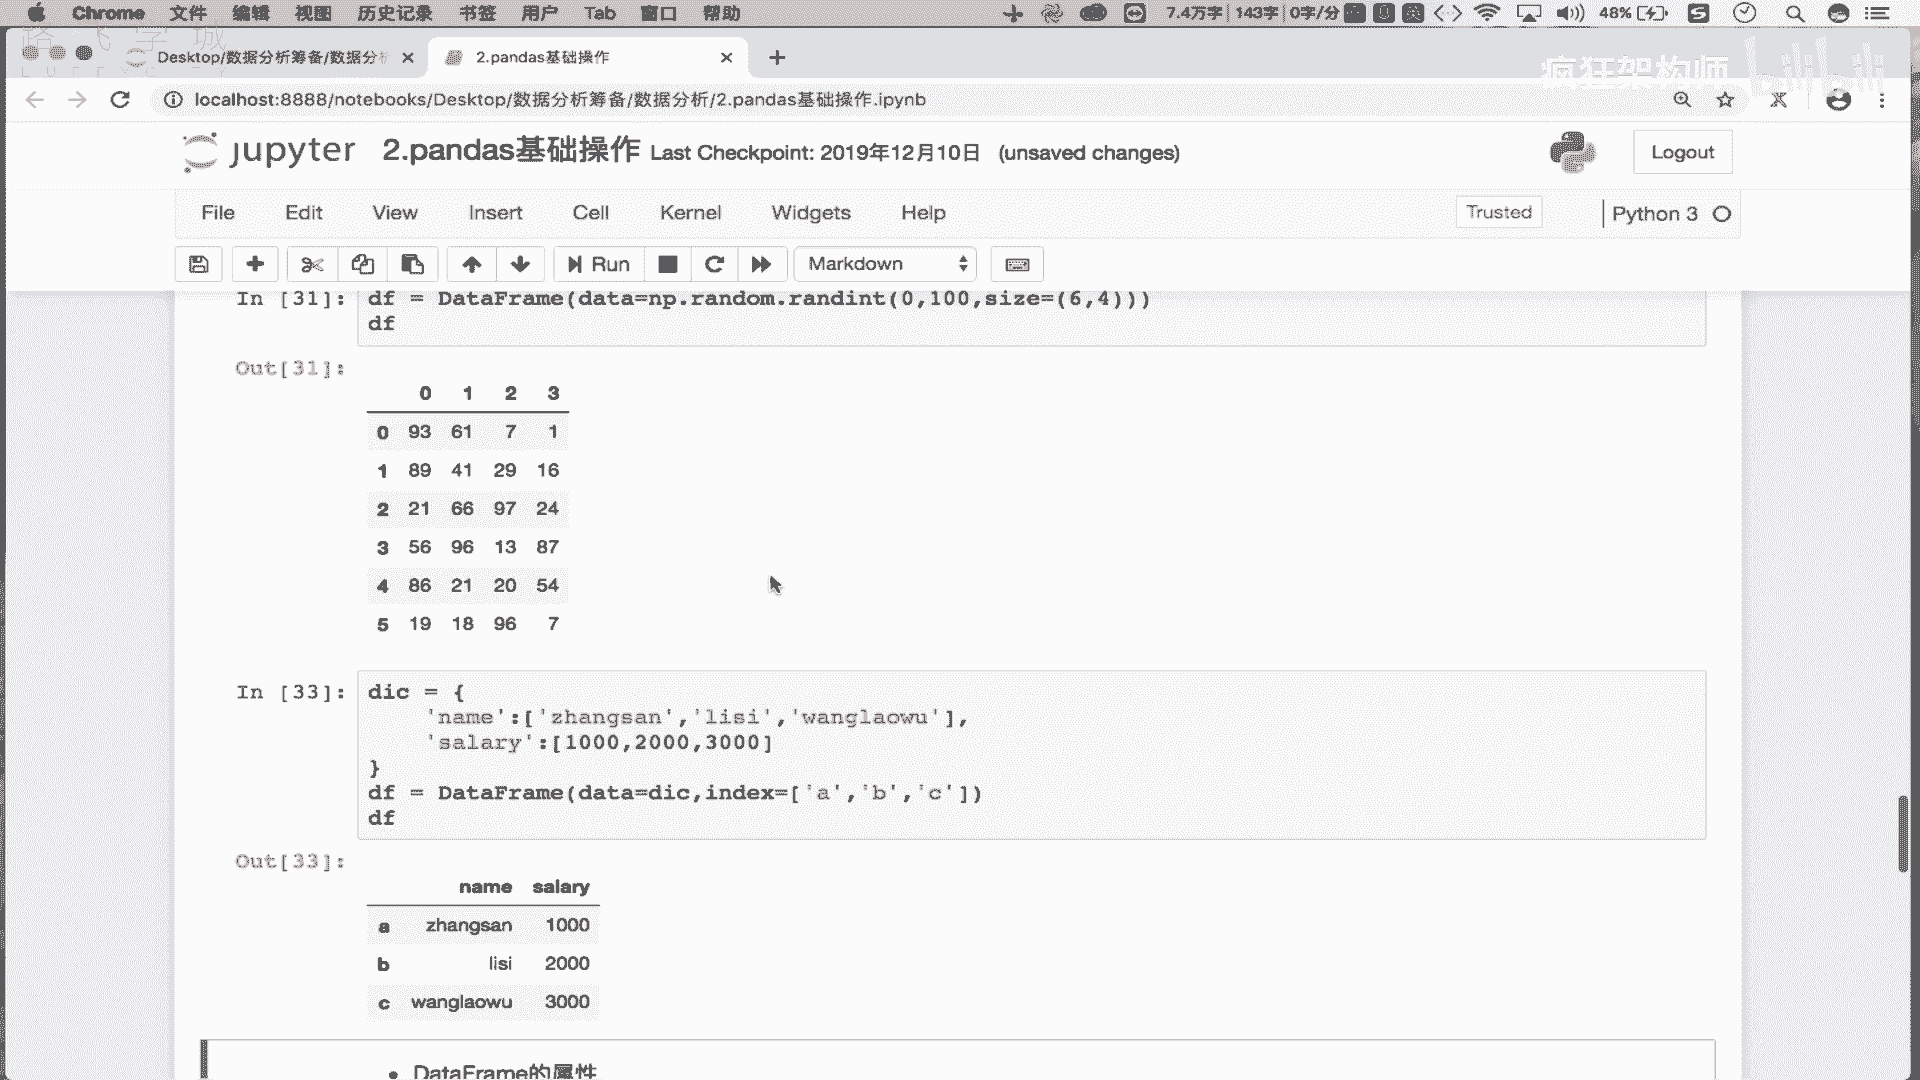 Chrome 文件 编辑 视图 历史记录 书签 用户 Tab 窗口 帮助 7.4万字 143字 0字/分 英 48%
Desktop/数据分析筹备/数据分析 2.pandas基础操作
疯狂架构师 bilibili
localhost:8888/notebooks/Desktop/数据分析筹备/数据分析/2.pandas基础操作.ipynb
jupyter 2.pandas基础操作 Last Checkpoint: 2019年12月10日 (unsaved changes) Logout
File Edit View Insert Cell Kernel Widgets Help Trusted Python 3
Run Markdown
In [31]: df = DataFrame(data=np.random.randint(0,100,size=(6,4)))
df
Out[31]:
0 1 2 3
0 93 61 7 1
1 89 41 29 16
2 21 66 97 24
3 56 96 13 87
4 86 21 20 54
5 19 18 96 7
In [33]: dic = {
'name':['zhangsan','lisi','wanglaowu'],
'salary':[1000,2000,3000]
}
df = DataFrame(data=dic,index=['a','b','c'])
df
Out[33]:
name salary
a zhangsan 1000
b lisi 2000
c wanglaowu 3000
• DataFrame的属性